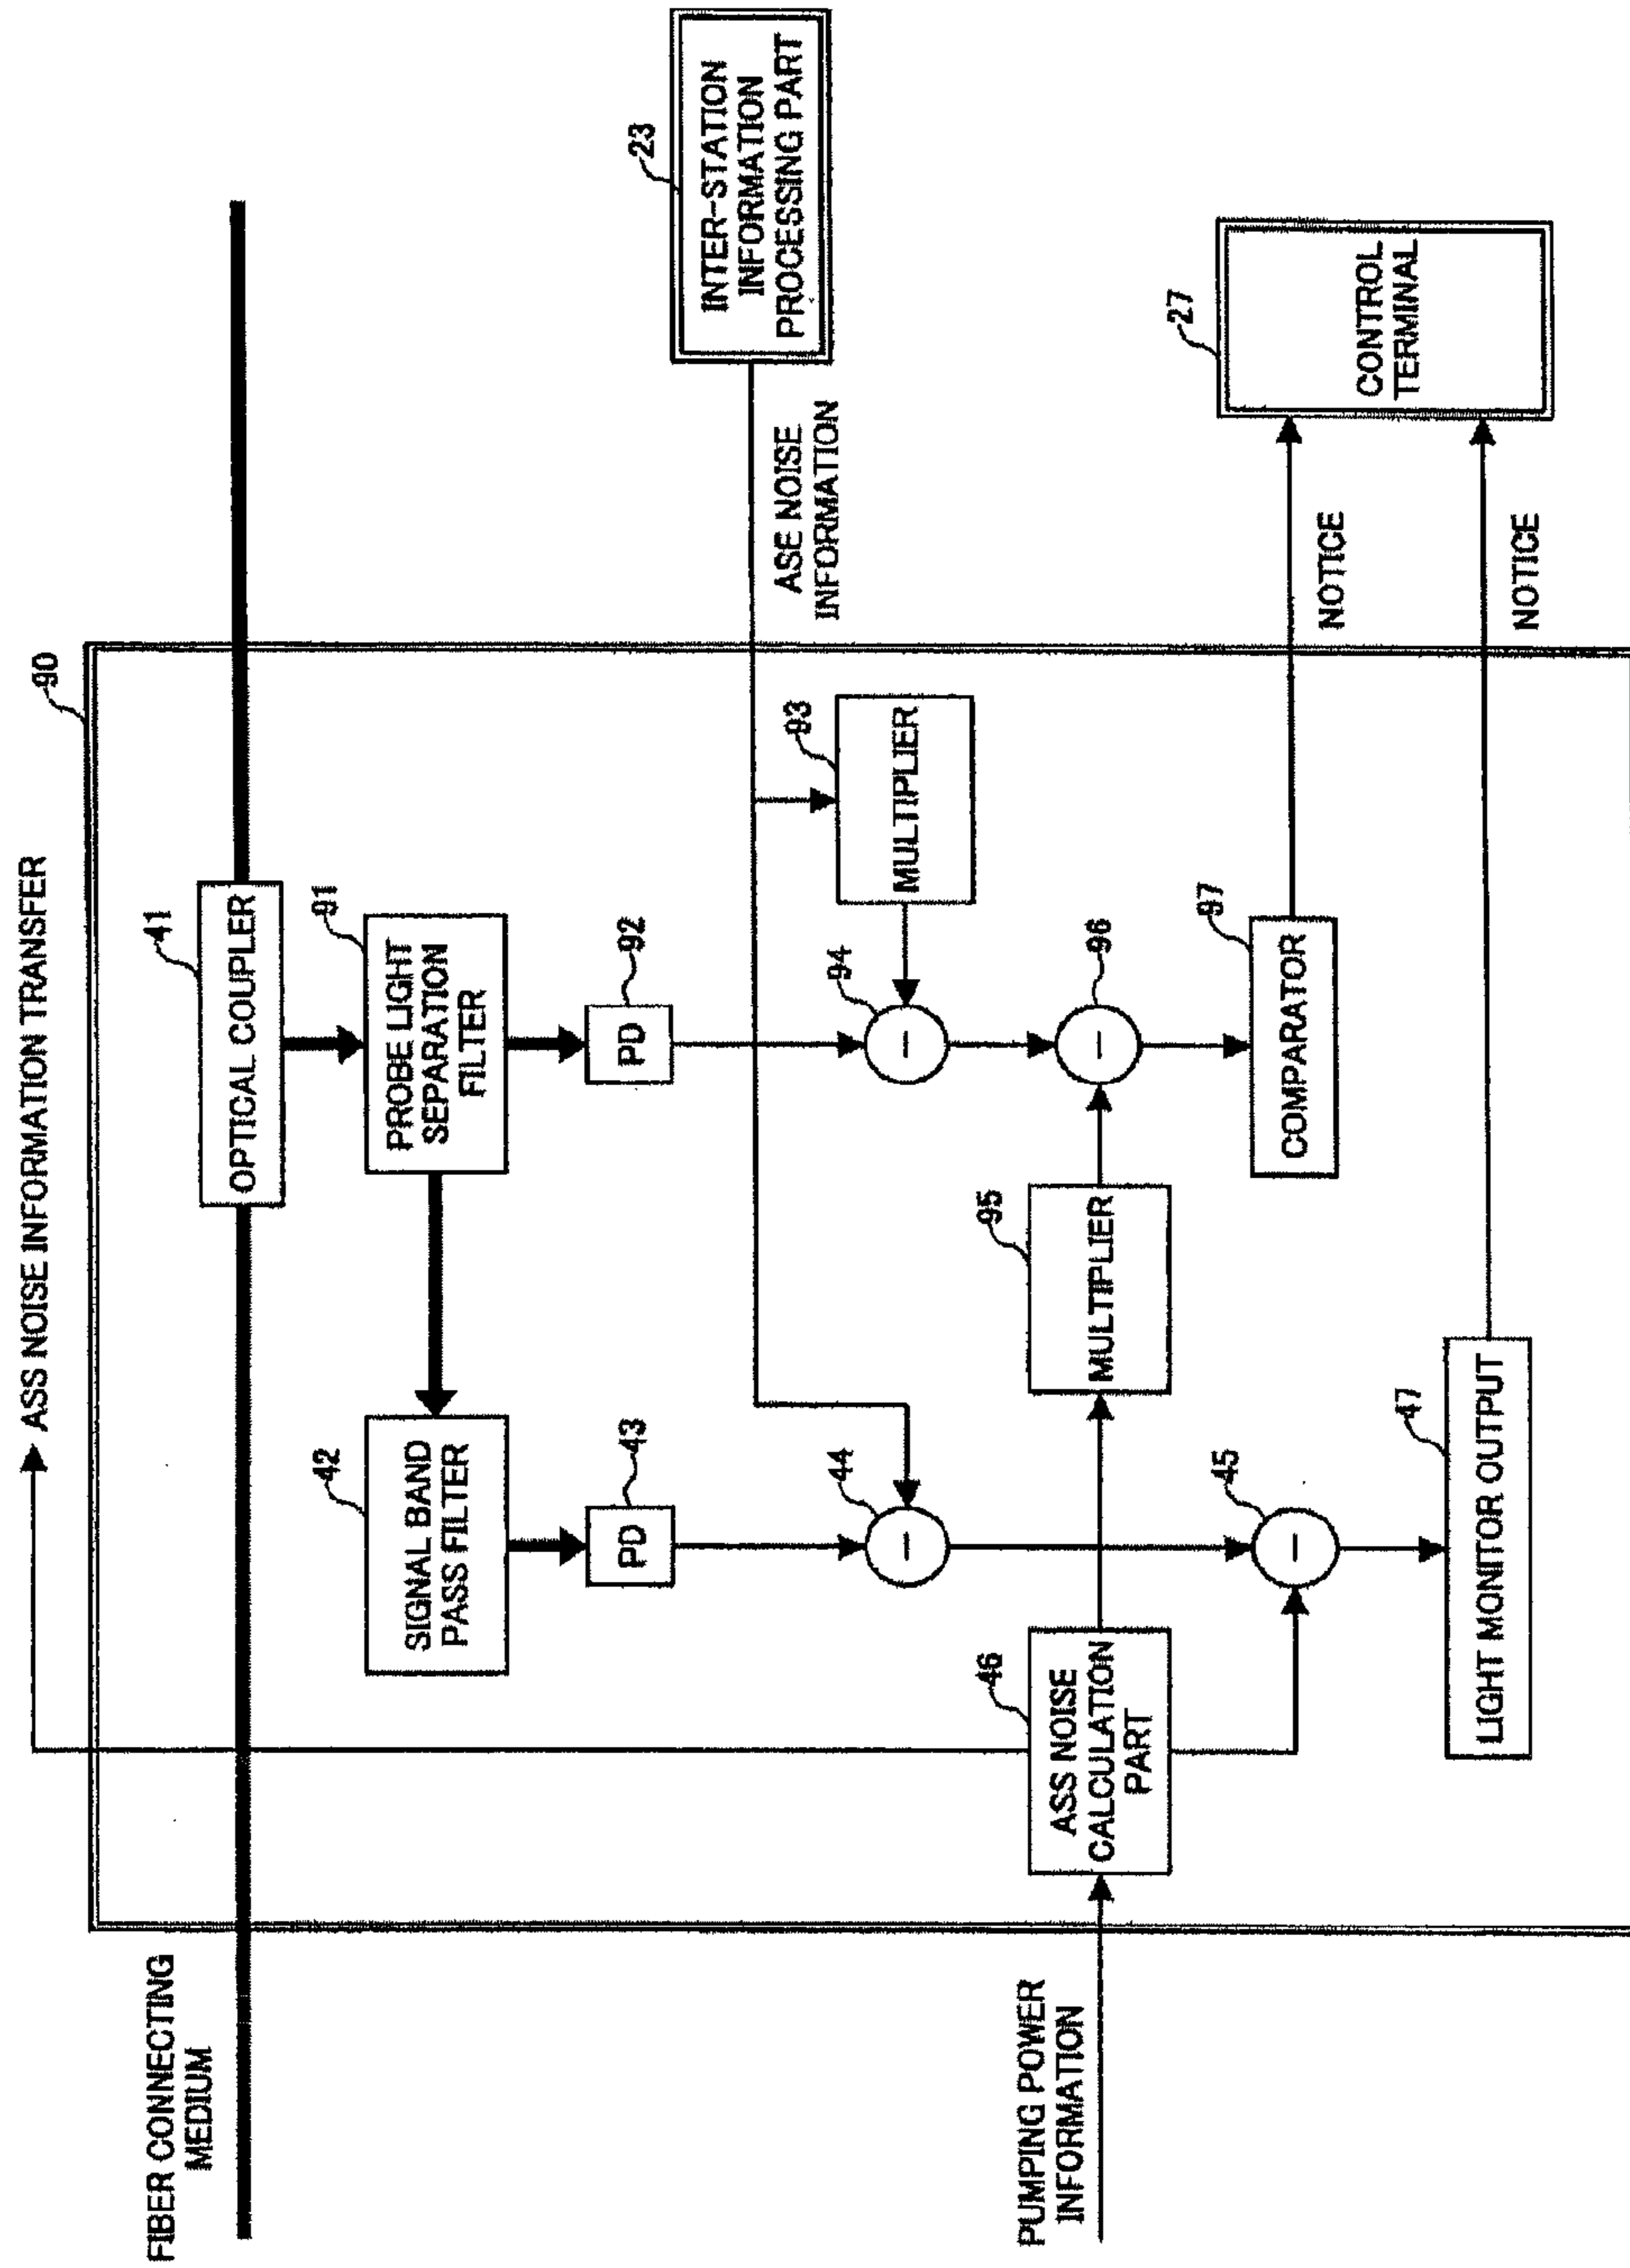 ASS NOISE INFORMATION TRANSFER
90
FIBER CONNECTING
MEDIUM
41
OPTICAL COUPLER
42
SIGNAL BAND
PASS FILTER
91
PROBE LIGHT
SEPARATION
FILTER
43
PD
92
PD
23
INTER-STATION
INFORMATION
PROCESSING PART
ASE NOISE
INFORMATION
93
MULTIPLIER
44
−
94
−
PUMPING POWER
INFORMATION
46
ASS NOISE
CALCULATION
PART
95
MULTIPLIER
96
−
45
−
97
COMPARATOR
NOTICE
27
CONTROL
TERMINAL
47
LIGHT MONITOR OUTPUT
NOTICE